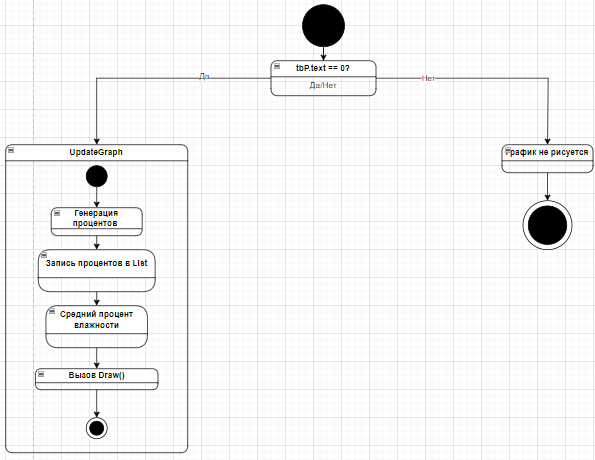 tbP.text == 0?
Да/Нет
Да
Нет
UpdateGraph
График не рисуется
Генерация
процентов
Запись процентов в List
Средний процент
влажности
Вызов Draw()